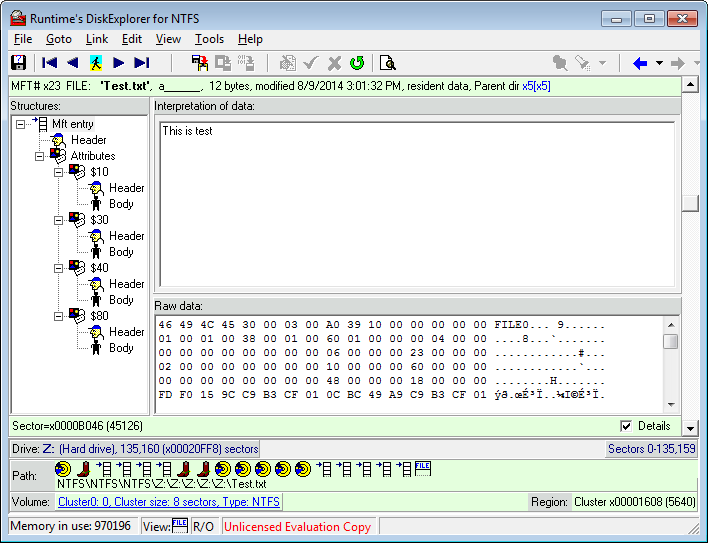 Runtime's DiskExplorer for NTFS
File Goto Link Edit View Tools Help
MFT# x23 FILE: 'Test.txt', a______, 12 bytes, modified 8/9/2014 3:01:32 PM, resident data, Parent dir x5[x5]
Structures:
Mft entry
Header
Attributes
$10
Header
Body
$30
Header
Body
$40
Header
Body
$80
Header
Body
Interpretation of data:
This is test
Raw data:
46 49 4C 45 30 00 03 00 A0 39 10 00 00 00 00 00 FILE0... 9......
01 00 01 00 38 00 01 00 60 01 00 00 00 04 00 00 ....8...`.......
00 00 00 00 00 00 00 00 06 00 00 00 23 00 00 00 ............#...
02 00 00 00 00 00 00 00 10 00 00 00 60 00 00 00 ............`...
00 00 00 00 00 00 00 00 48 00 00 00 18 00 00 00 ........H.......
FD F0 15 9C C9 B3 CF 01 0C BC 49 A9 C9 B3 CF 01 ýð.œÉ³Ï..¼I©É³Ï.
Sector=x0000B046 (45126)
Details
Drive: Z: (Hard drive), 135,160 (x00020FF8) sectors
Sectors 0-135,159
Path:
FILE
NTFS\NTFS\NTFS\Z:\Z:\Z:\Z:\Test.txt
Volume: Cluster0: 0, Cluster size: 8 sectors, Type: NTFS
Region: Cluster x00001608 (5640)
Memory in use: 970196 View: FILE R/O Unlicensed Evaluation Copy